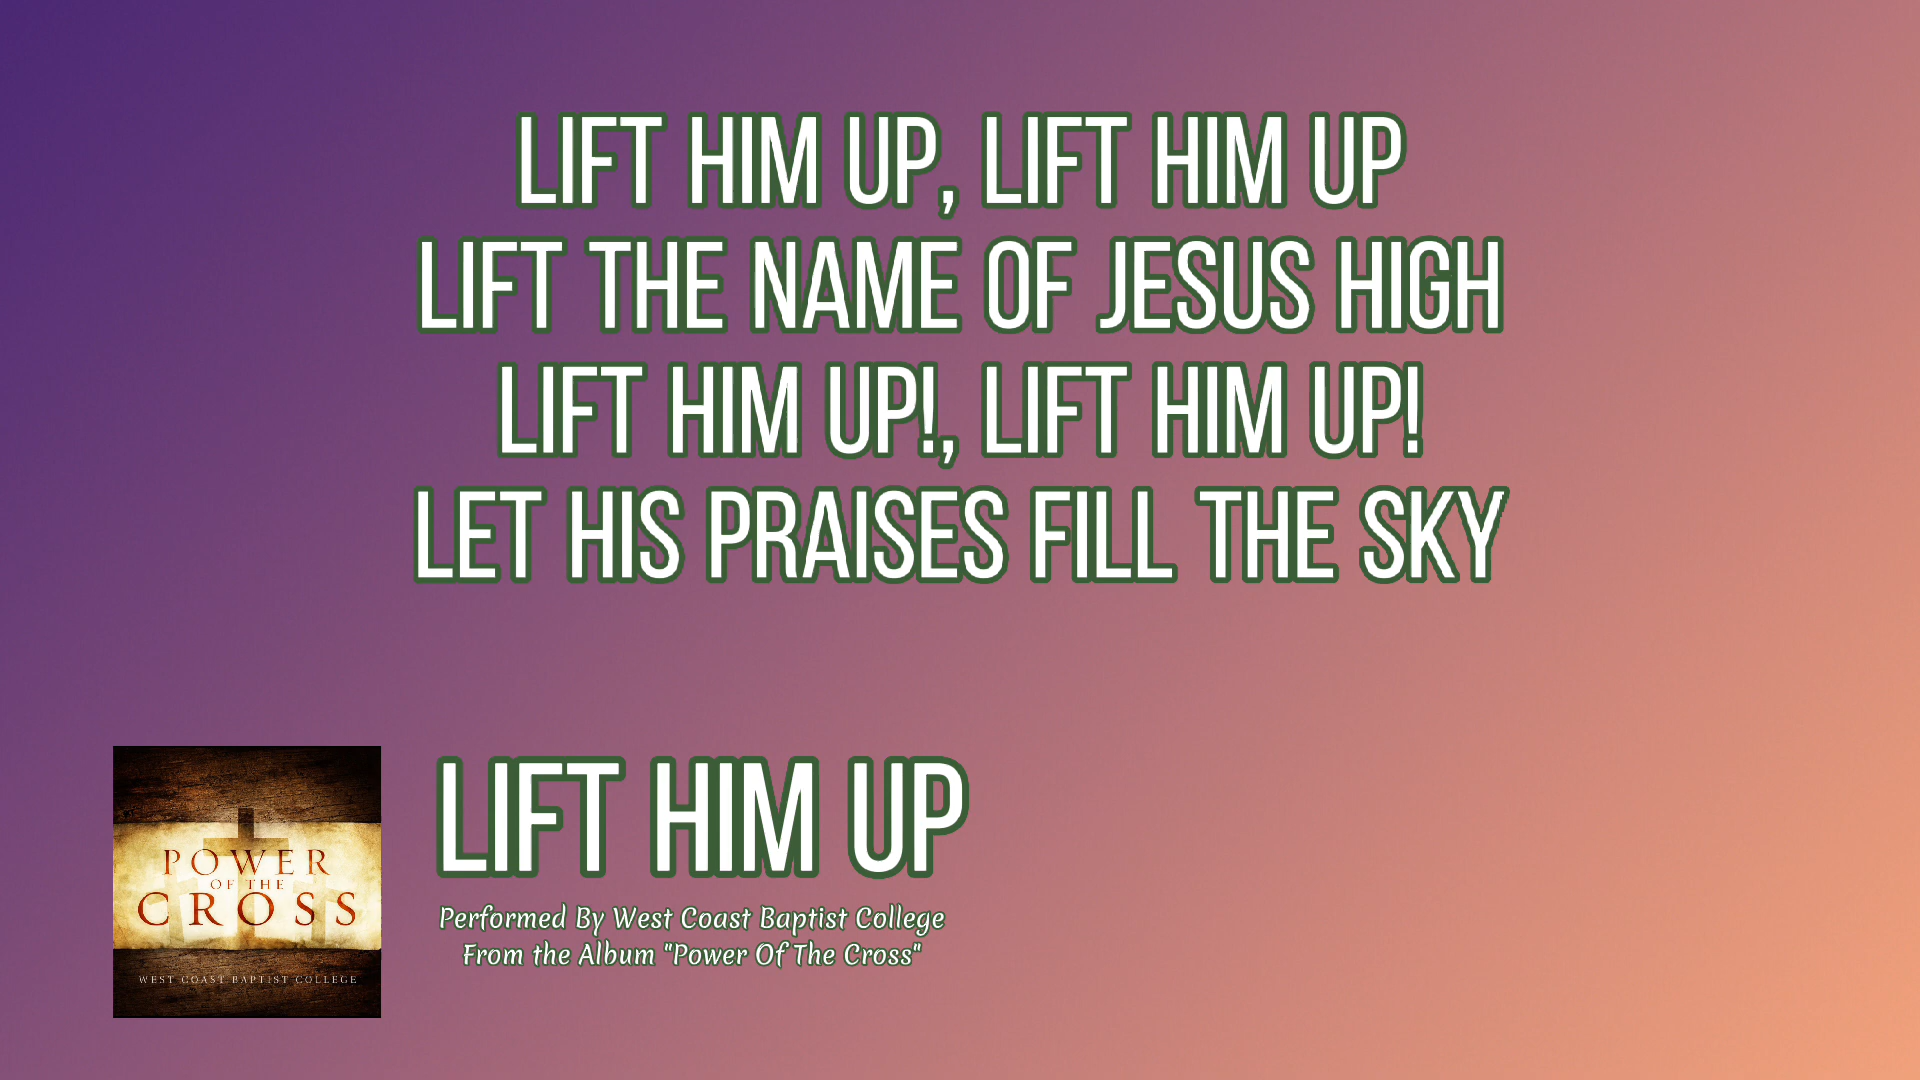 LIFT HIM UP, LIFT HIM UP
LIFT THE NAME OF JESUS HIGH
LIFT HIM UP!, LIFT HIM UP!
LET HIS PRAISES FILL THE SKY
POWER
OF THE
CROSS
WEST COAST BAPTIST COLLEGE
LIFT HIM UP
Performed By West Coast Baptist College
From the Album "Power Of The Cross"